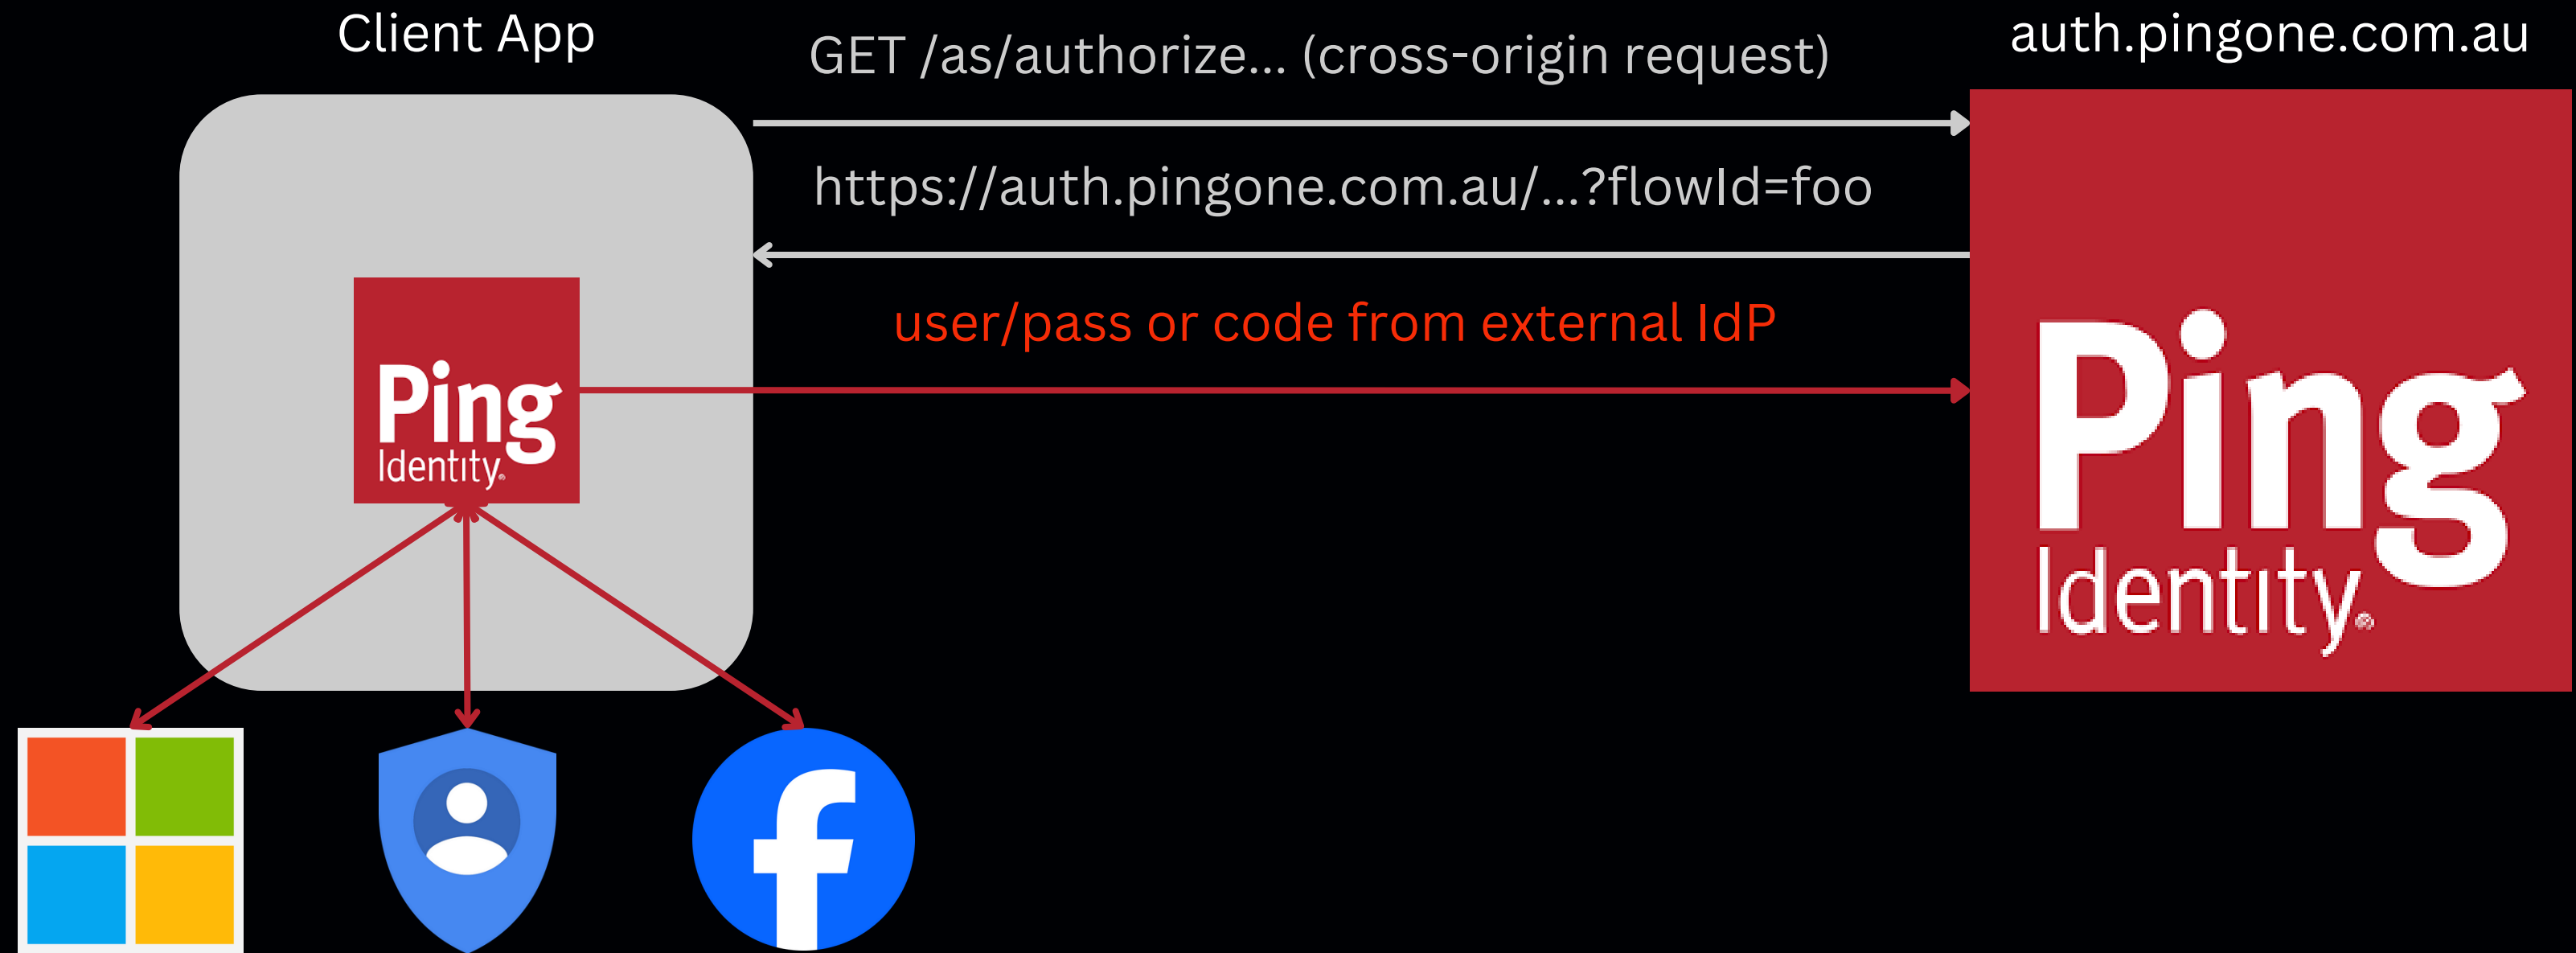 Client App
GET /as/authorize... (cross-origin request)
auth.pingone.com.au
https://auth.pingone.com.au/...?flowId=foo
user/pass or code from external IdP
Ping
Identity®
Ping
Identity®